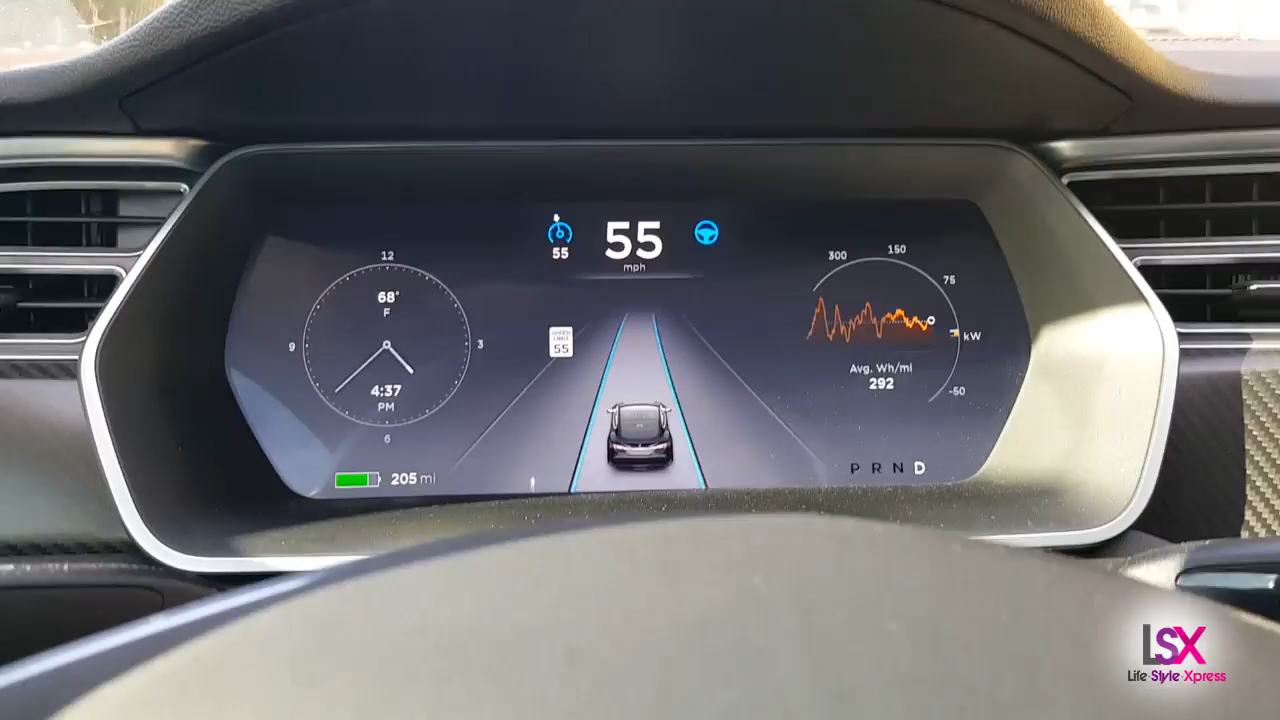 12
68°
F
9
3
4:37
PM
6
205 mi
55
55
mph
SPEED
LIMIT
55
300
150
75
kW
-50
Avg. Wh/mi
292
P R N D
LSX
Life Style Xpress